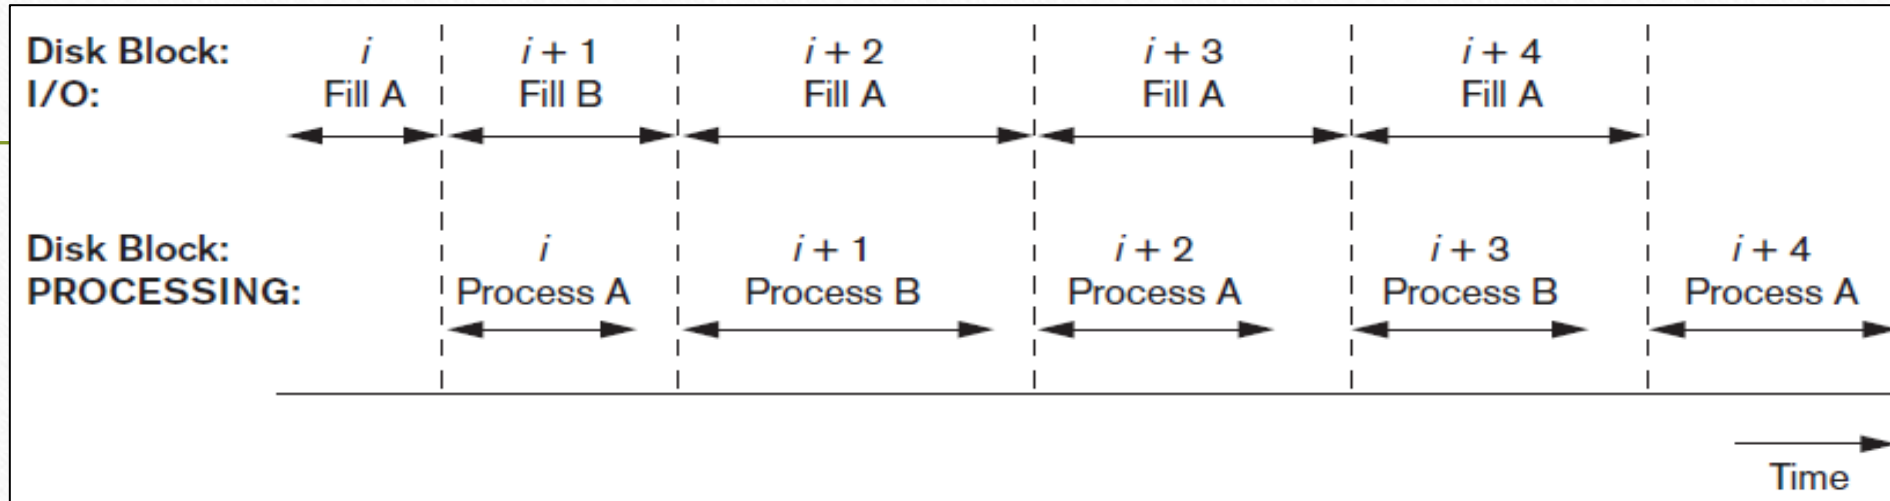 Disk Block: i i + 1 i + 2 i + 3 i + 4
I/O: Fill A Fill B Fill A Fill A Fill A
Disk Block: i i + 1 i + 2 i + 3 i + 4
PROCESSING: Process A Process B Process A Process B Process A
Time